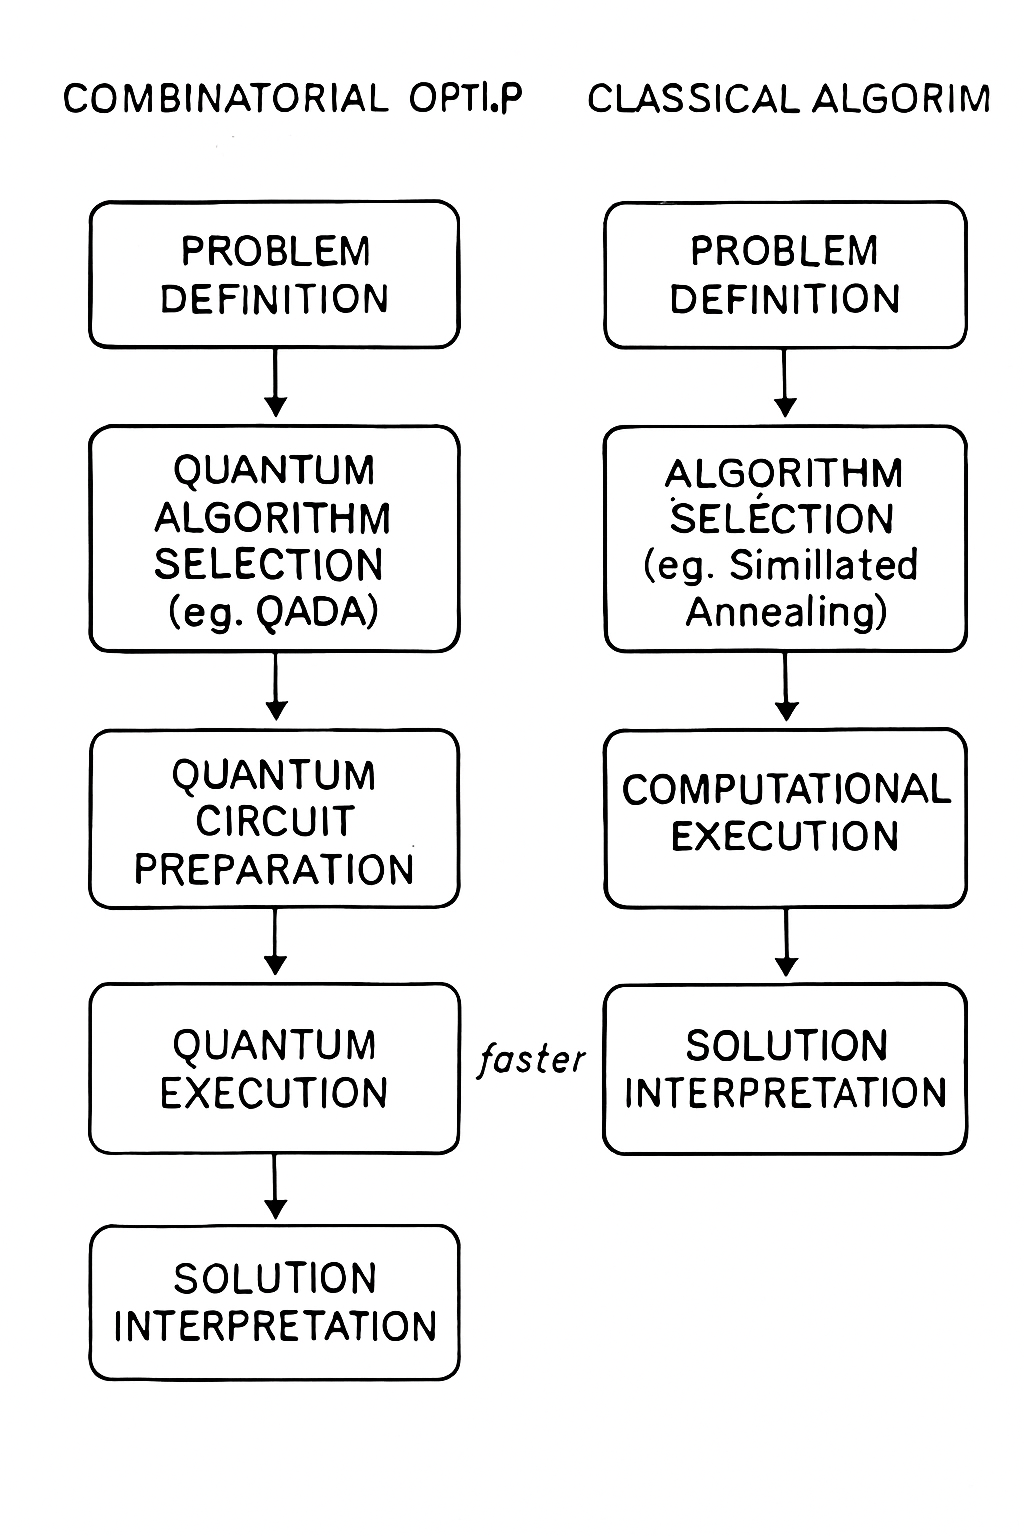 COMBINATORIAL OPTI.P
PROBLEM
DEFINITION
QUANTUM
ALGORITHM
SELECTION
(eg. QADA)
QUANTUM
CIRCUIT
PREPARATION
QUANTUM
EXECUTION
faster
SOLUTION
INTERPRETATION
CLASSICAL ALGORIM
PROBLEM
DEFINITION
ALGORITHM
SELÉCTION
(eg. Simillated
Annealing)
COMPUTATIONAL
EXECUTION
SOLUTION
INTERPRETATION